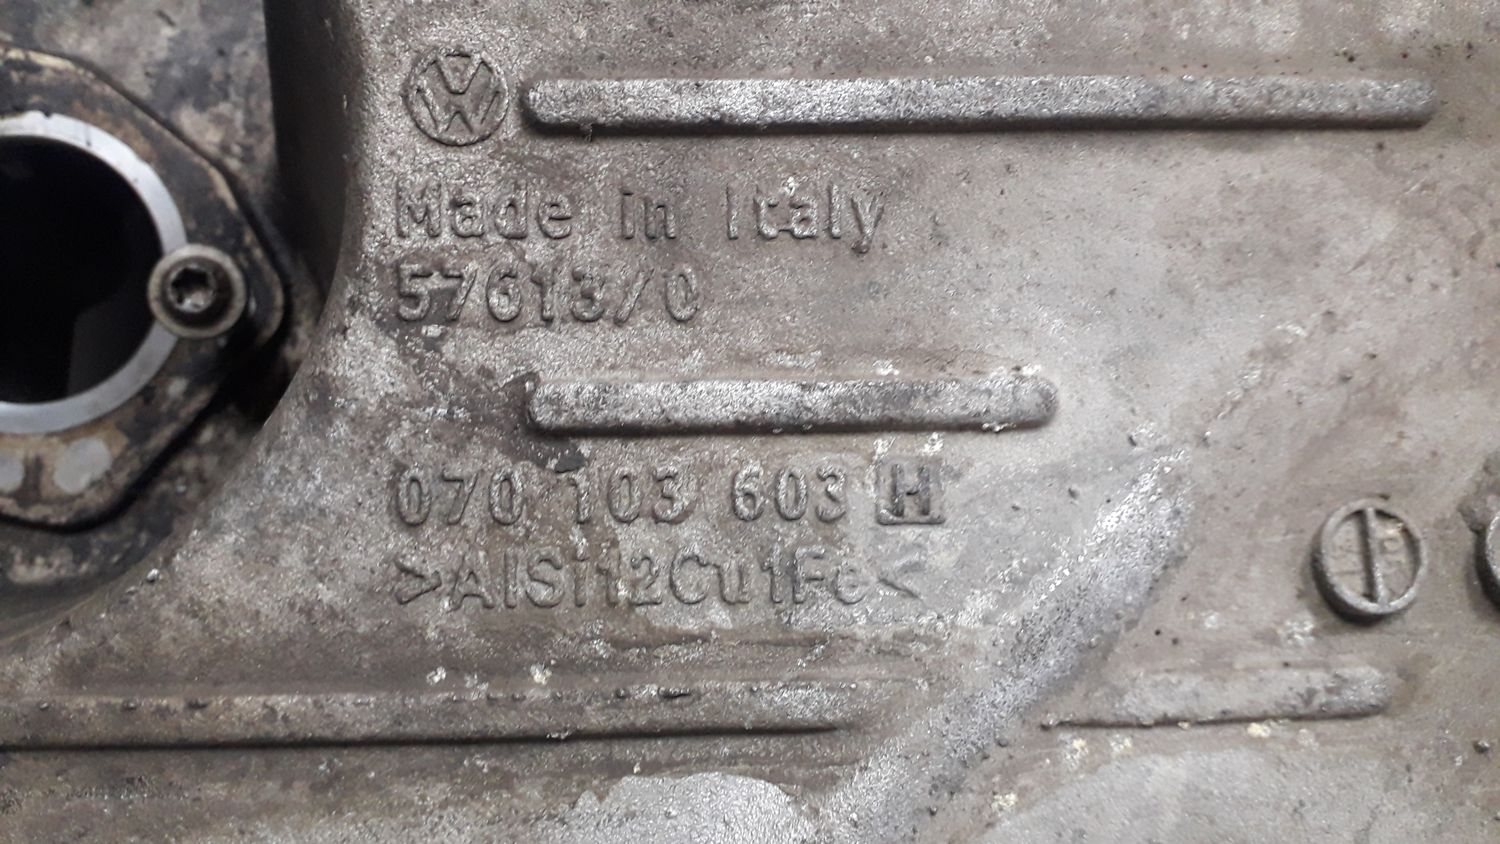 VW
Made in Italy
57613/0
070 103 603 H
>AlSi12Cu1Fe<